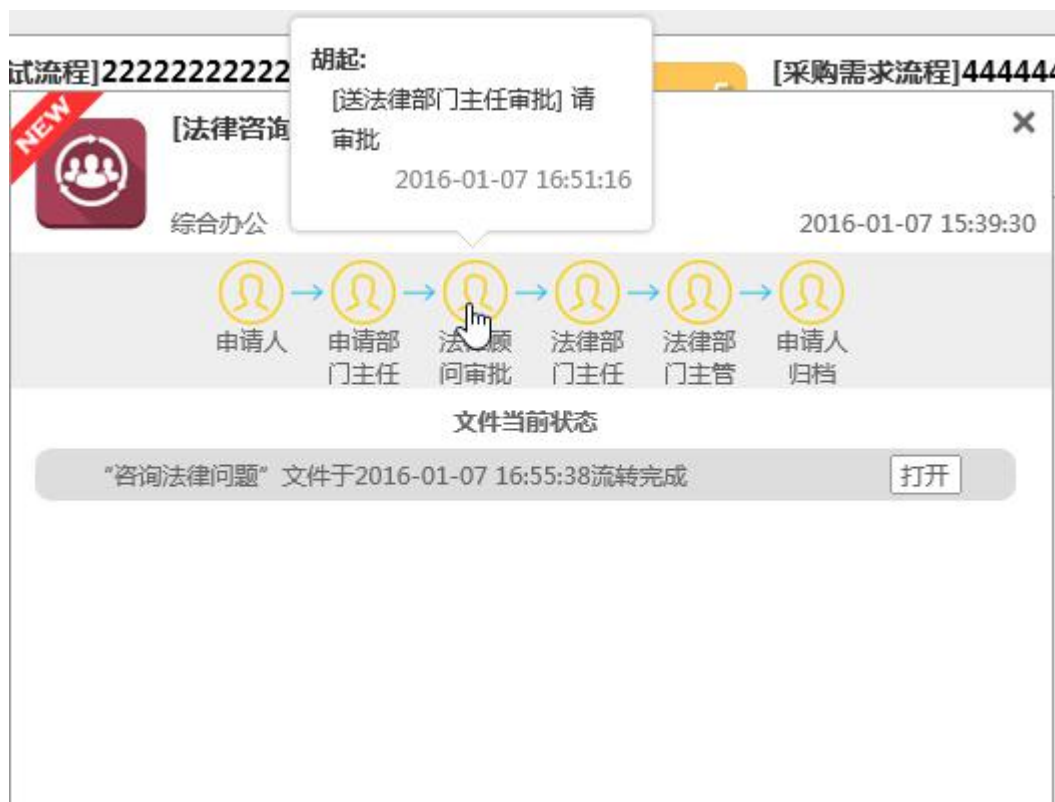 试流程]22222222222
[采购需求流程]444444
胡起:
[送法律部门主任审批] 请
审批
2016-01-07 16:51:16
NEW
[法律咨询
综合办公
2016-01-07 15:39:30
申请人
申请部
门主任
法律顾
问审批
法律部
门主任
法律部
门主管
申请人
归档
文件当前状态
“咨询法律问题”文件于2016-01-07 16:55:38流转完成
打开